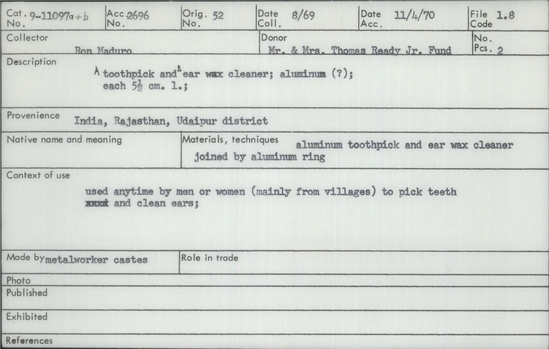 Cat. No. 9-11097a+b Acc. No. 2696 Orig. No. 52 Date Coll. 8/69 Date Acc. 11/4/70 File Code 1.8
Collector Ron Maduro Donor Mr. & Mrs. Thomas Ready Jr. Fund No. Pcs. 2
Description
A toothpick and B ear wax cleaner; aluminum (?);
each 5½ cm. l.;
Provenience India, Rajasthan, Udaipur district
Native name and meaning Materials, techniques aluminum toothpick and ear wax cleaner
joined by aluminum ring
Context of use
used anytime by men or women (mainly from villages) to pick teeth
and clean ears;
Made by metalworker castes Role in trade
Photo
Published
Exhibited
References